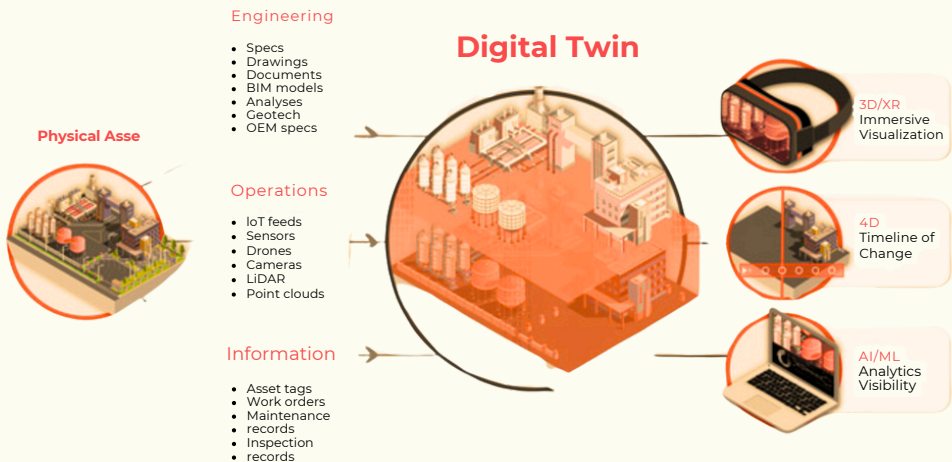 Engineering
Specs
Drawings
Documents
BIM models
Analyses
Geotech
OEM specs
Digital Twin
Physical Asse
Operations
IoT feeds
Sensors
Drones
Cameras
LiDAR
Point clouds
Information
Asset tags
Work orders
Maintenance
records
Inspection
records
3D/XR
Immersive
Visualization
4D
Timeline of
Change
AI/ML
Analytics
Visibility